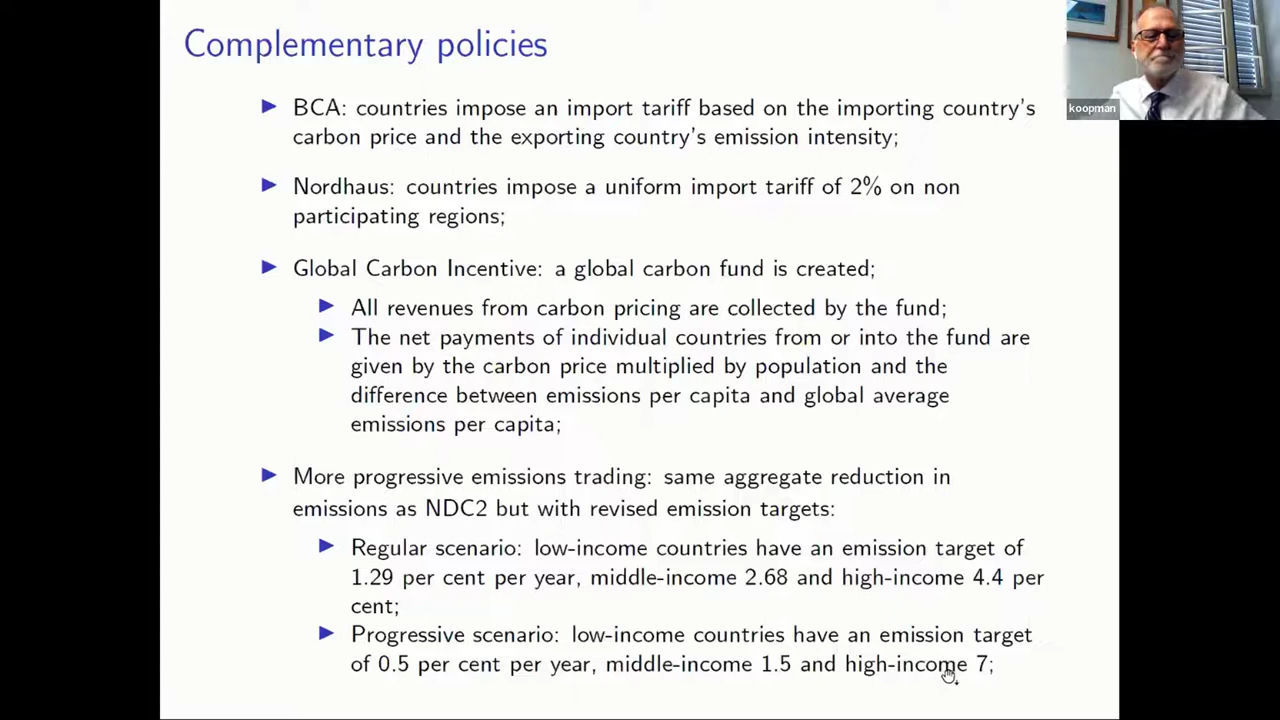 Complementary policies
BCA: countries impose an import tariff based on the importing country's
carbon price and the exporting country's emission intensity;
Nordhaus: countries impose a uniform import tariff of 2% on non
participating regions;
Global Carbon Incentive: a global carbon fund is created;
All revenues from carbon pricing are collected by the fund;
The net payments of individual countries from or into the fund are
given by the carbon price multiplied by population and the
difference between emissions per capita and global average
emissions per capita;
More progressive emissions trading: same aggregate reduction in
emissions as NDC2 but with revised emission targets:
Regular scenario: low-income countries have an emission target of
1.29 per cent per year, middle-income 2.68 and high-income 4.4 per
cent;
Progressive scenario: low-income countries have an emission target
of 0.5 per cent per year, middle-income 1.5 and high-income 7;
koopman